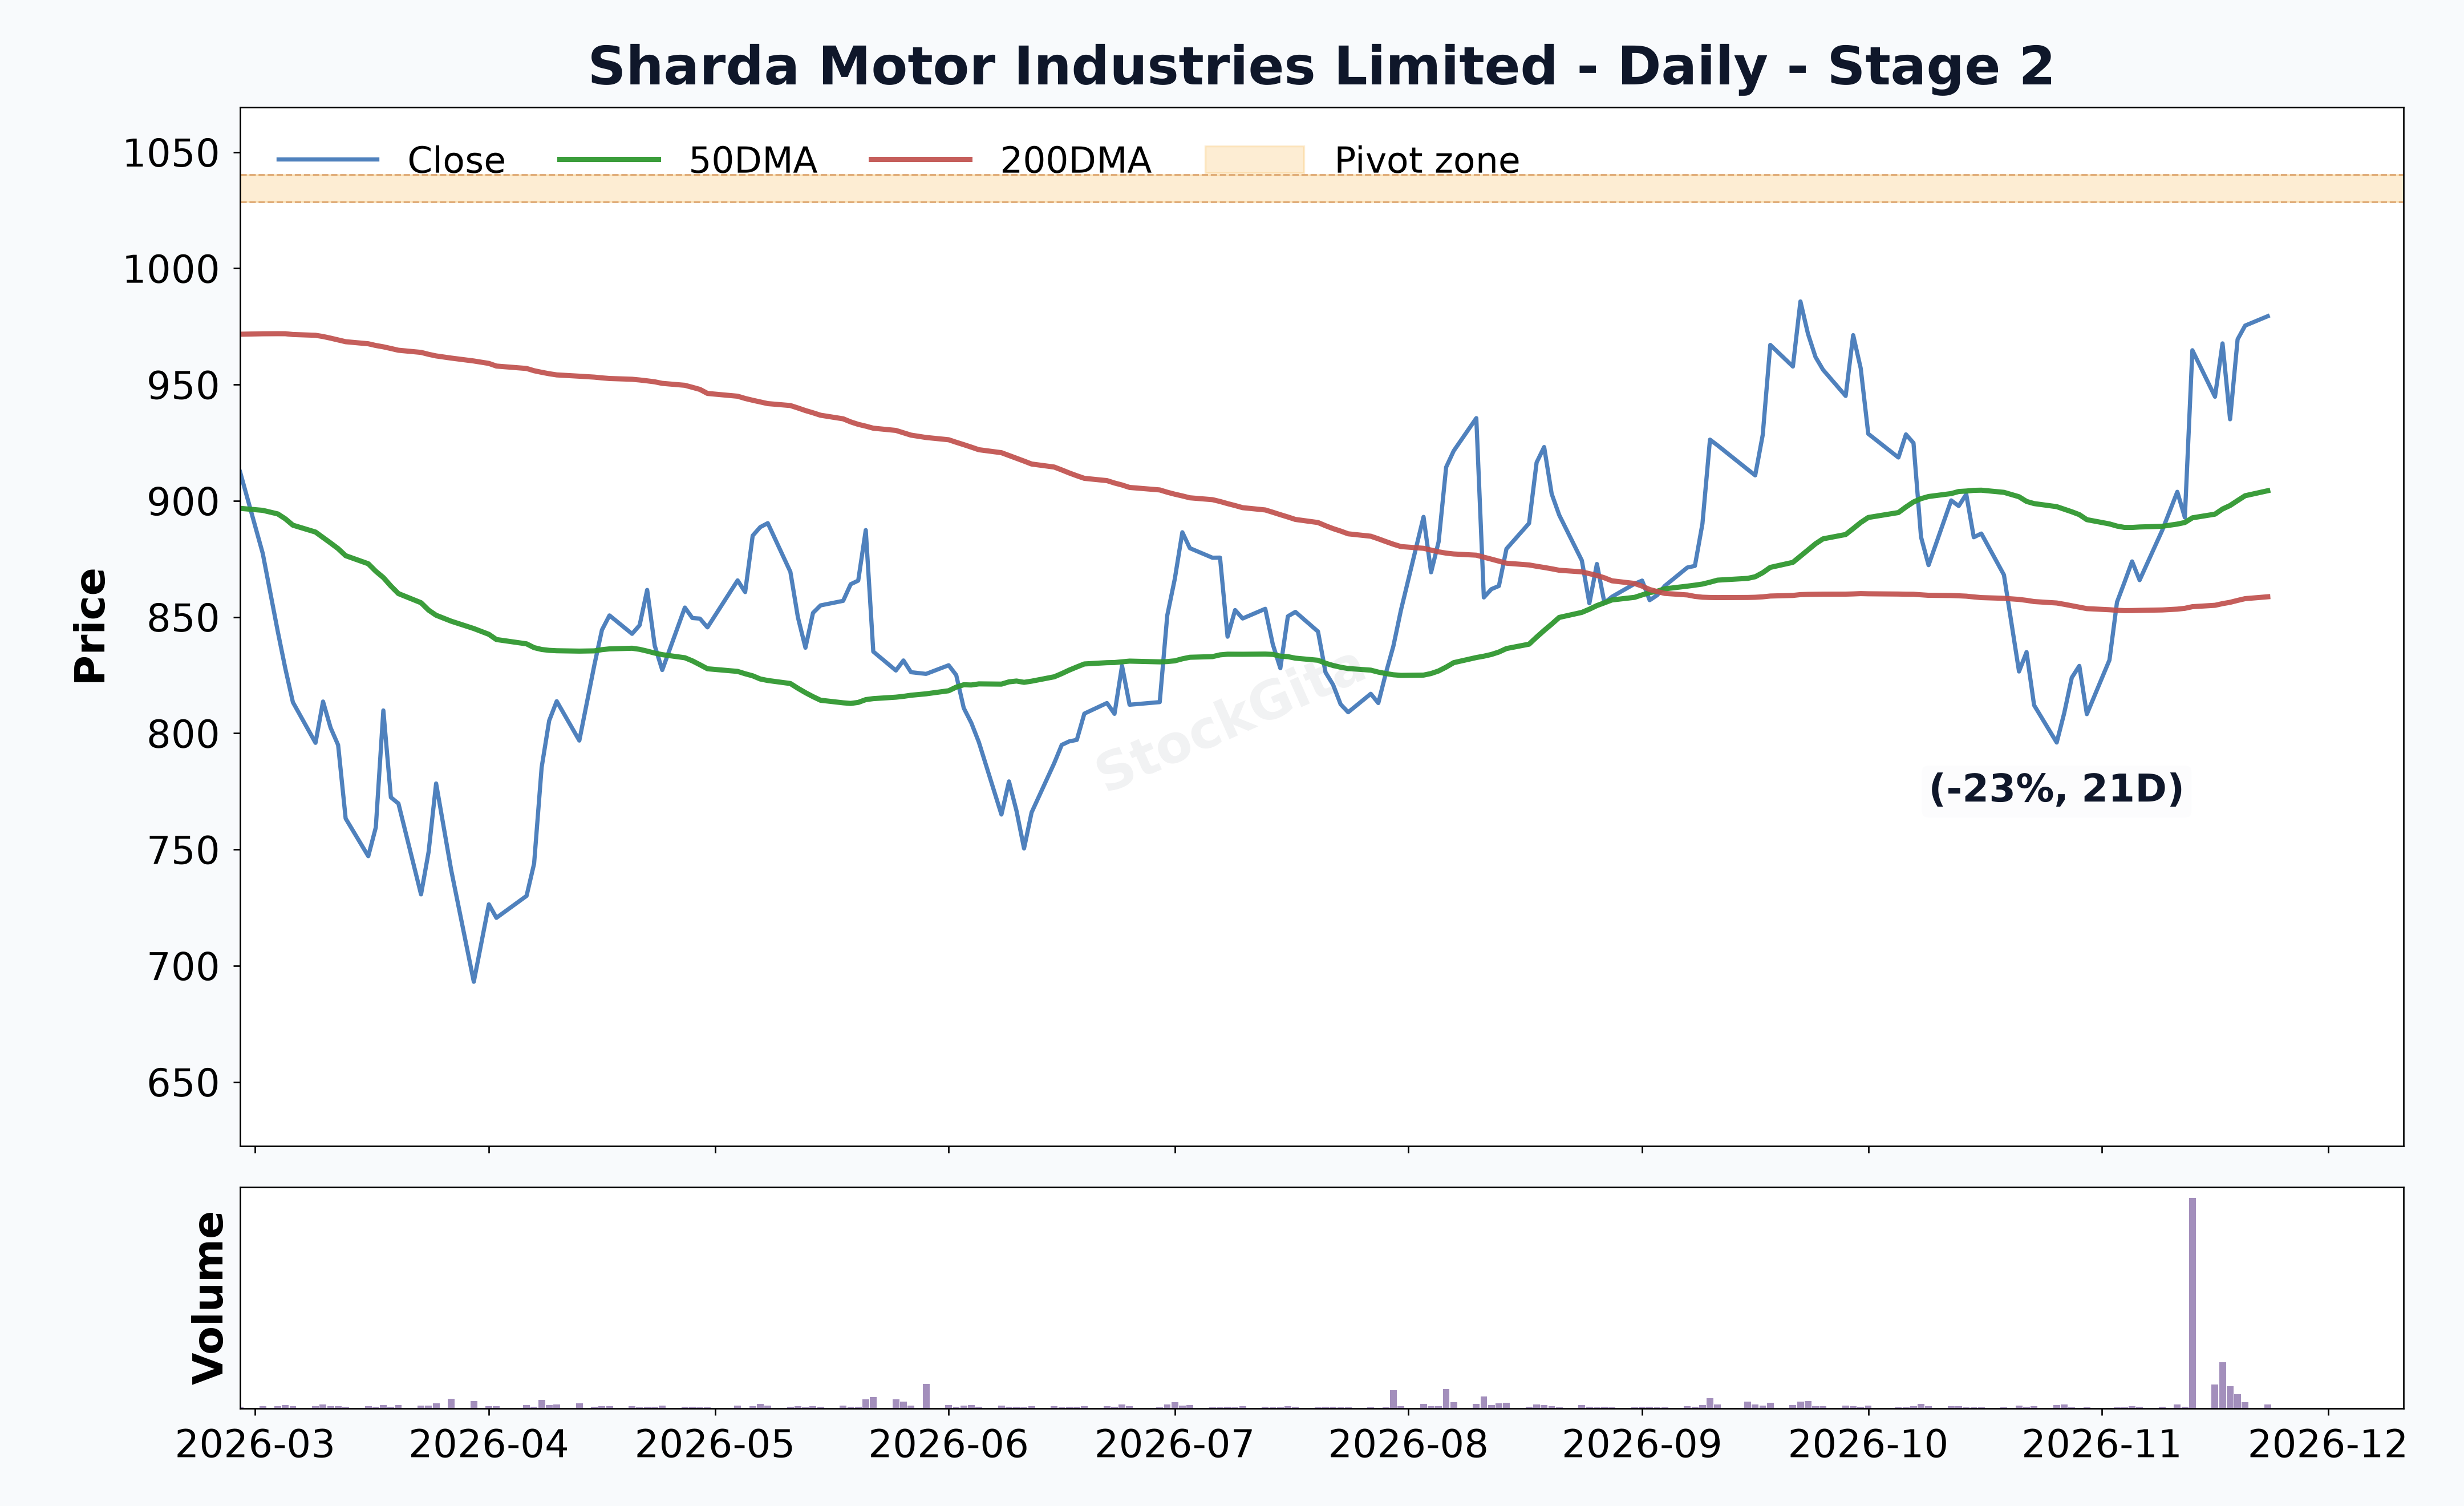 Sharda Motor Industries Limited - Daily - Stage 2
Close 50DMA 200DMA Pivot zone
1050
1000
950
900
850
800
750
700
650
Price
StockGita
(-23%, 21D)
Volume
2026-03 2026-04 2026-05 2026-06 2026-07 2026-08 2026-09 2026-10 2026-11 2026-12